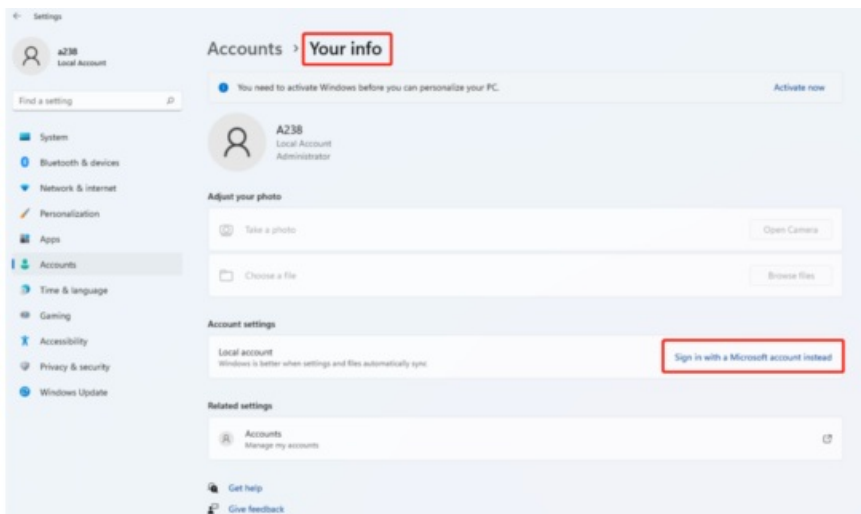 Settings
a238
Local Account
Find a setting
System
Bluetooth & devices
Network & internet
Personalization
Apps
Accounts
Time & language
Gaming
Accessibility
Privacy & security
Windows Update
Accounts > Your info
You need to activate Windows before you can personalize your PC. Activate now
A238
Local Account
Administrator
Adjust your photo
Take a photo Open Camera
Choose a file Browse files
Account settings
Local account
Windows is better when settings and files automatically sync
Sign in with a Microsoft account instead
Related settings
Accounts
Manage my accounts
Get help
Give feedback